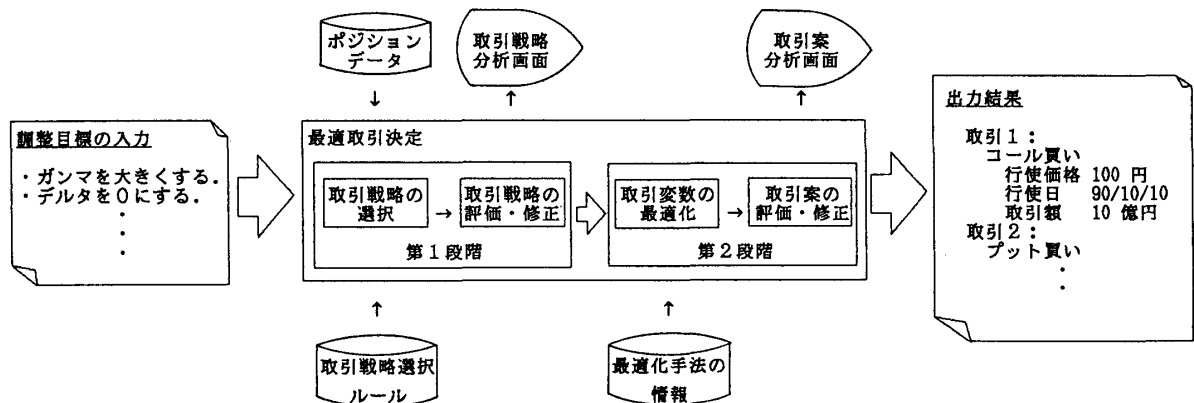 ポジション
データ
取引戦略
分析画面
取引案
分析画面
調整目標の入力
・ガンマを大きくする.
・デルタを0にする.
・
・
・
最適取引決定
取引戦略の
選択
→
取引戦略の
評価・修正
第1段階
取引変数の
最適化
→
取引案の
評価・修正
第2段階
出力結果
取引1:
コール買い
行使価格 100 円
行使日 90/10/10
取引額 10 億円
取引2:
プット買い
・
・
取引戦略選択
ルール
最適化手法の
情報